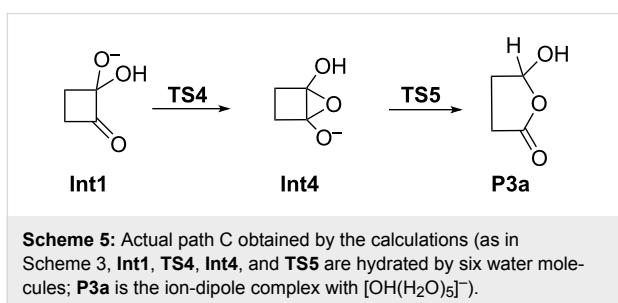 O⁻ OH O
TS4
OH O O⁻
TS5
H OH O O
Int1 Int4 P3a
Scheme 5: Actual path C obtained by the calculations (as in
Scheme 3, Int1, TS4, Int4, and TS5 are hydrated by six water mole-
cules; P3a is the ion-dipole complex with [OH(H₂O)₅]⁻).